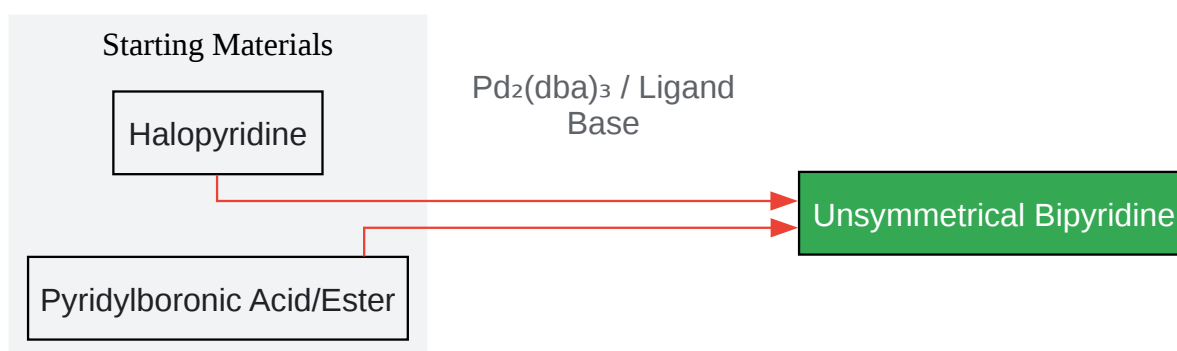 Starting Materials
Halopyridine
Pyridylboronic Acid/Ester
Pd₂(dba)₃ / Ligand
Base
Unsymmetrical Bipyridine